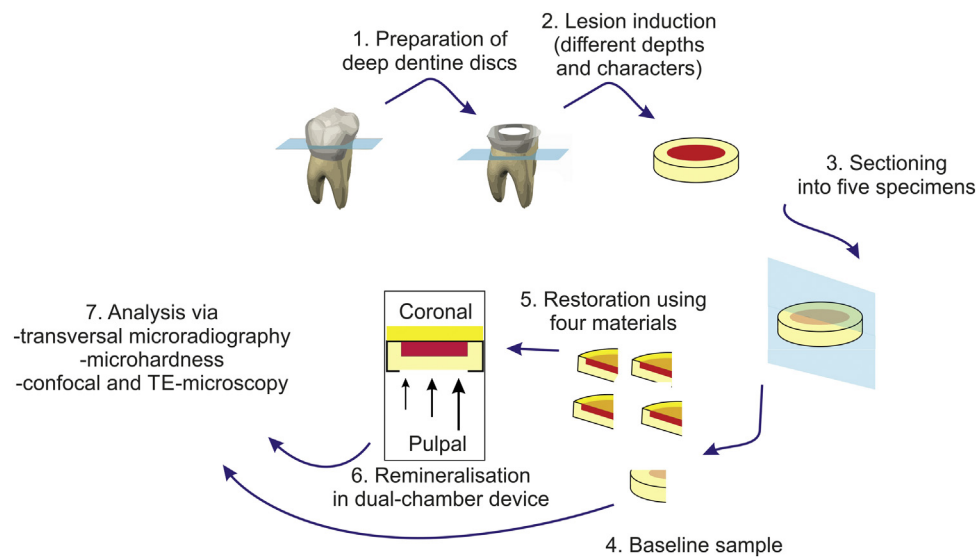 1. Preparation of
deep dentine discs
2. Lesion induction
(different depths
and characters)
3. Sectioning
into five specimens
4. Baseline sample
5. Restoration using
four materials
Coronal
Pulpal
6. Remineralisation
in dual-chamber device
7. Analysis via
-transversal microradiography
-microhardness
-confocal and TE-microscopy